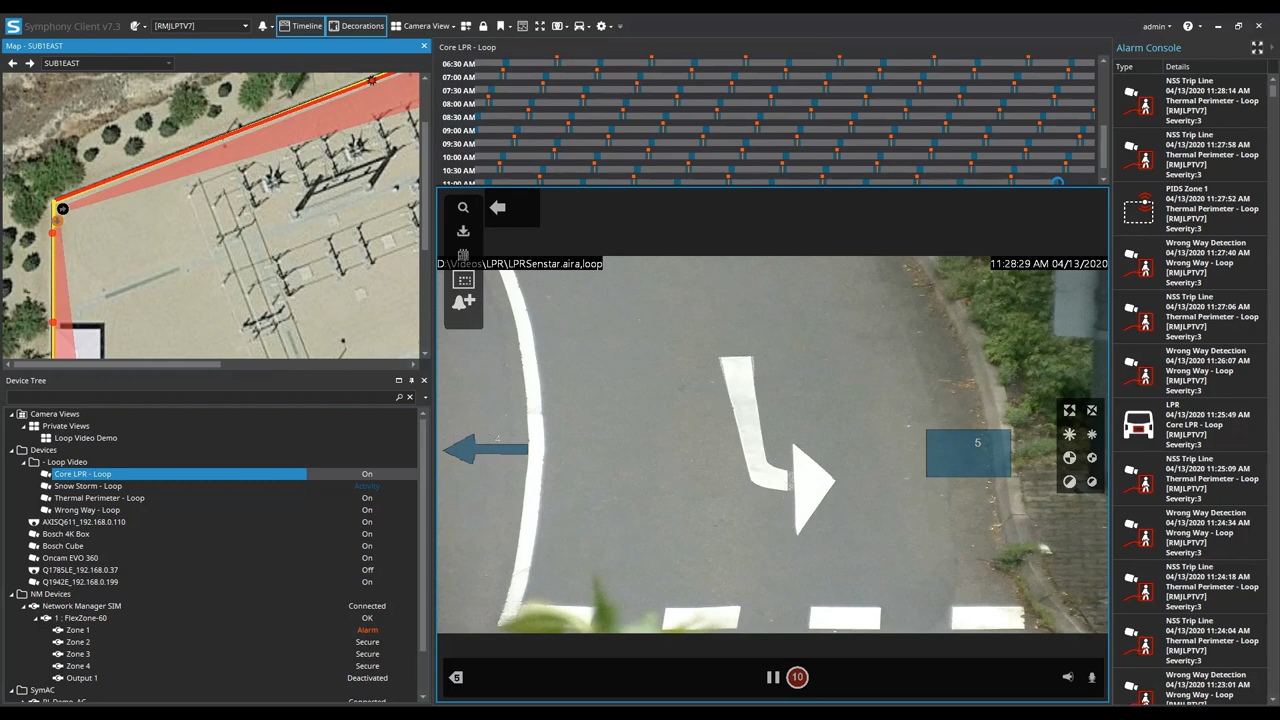 Symphony Client v7.3
[RMJLPTV7]
Timeline
Decorations
Camera View
admin
Map - SUB1EAST
SUB1EAST
Device Tree
Camera Views
Private Views
Loop Video Demo
Devices
- Loop Video
Core LPR - Loop On
Snow Storm - Loop Activity
Thermal Perimeter - Loop On
Wrong Way - Loop On
AXISQ611_192.168.0.110 On
Bosch 4K Box On
Bosch Cube On
Oncam EVO 360 On
Q1785LE_192.168.0.37 Off
Q1942E_192.168.0.199 On
NM Devices
Network Manager SIM Connected
1 : FlexZone-60 OK
Zone 1 Alarm
Zone 2 Secure
Zone 3 Secure
Zone 4 Secure
Output 1 Deactivated
SymAC
Core LPR - Loop
06:30 AM
07:00 AM
07:30 AM
08:00 AM
08:30 AM
09:00 AM
09:30 AM
10:00 AM
10:30 AM
11:00 AM
D:\Videos\LPR\LPRSenstar.aira,loop
11:28:29 AM 04/13/2020
5
5
10
Alarm Console
Type Details
NSS Trip Line
04/13/2020 11:28:14 AM
Thermal Perimeter - Loop
[RMJLPTV7]
Severity:3
NSS Trip Line
04/13/2020 11:27:58 AM
Thermal Perimeter - Loop
[RMJLPTV7]
Severity:3
PIDS Zone 1
04/13/2020 11:27:52 AM
Thermal Perimeter - Loop
[RMJLPTV7]
Severity:3
Wrong Way Detection
04/13/2020 11:27:40 AM
Wrong Way - Loop
[RMJLPTV7]
Severity:3
NSS Trip Line
04/13/2020 11:27:06 AM
Thermal Perimeter - Loop
[RMJLPTV7]
Severity:3
Wrong Way Detection
04/13/2020 11:26:07 AM
Wrong Way - Loop
[RMJLPTV7]
Severity:3
LPR
04/13/2020 11:25:49 AM
Core LPR - Loop
[RMJLPTV7]
Severity:3
NSS Trip Line
04/13/2020 11:25:09 AM
Thermal Perimeter - Loop
[RMJLPTV7]
Severity:3
Wrong Way Detection
04/13/2020 11:24:34 AM
Wrong Way - Loop
[RMJLPTV7]
Severity:3
NSS Trip Line
04/13/2020 11:24:18 AM
Thermal Perimeter - Loop
[RMJLPTV7]
Severity:3
NSS Trip Line
04/13/2020 11:24:04 AM
Thermal Perimeter - Loop
[RMJLPTV7]
Severity:3
Wrong Way Detection
04/13/2020 11:23:01 AM
Wrong Way - Loop